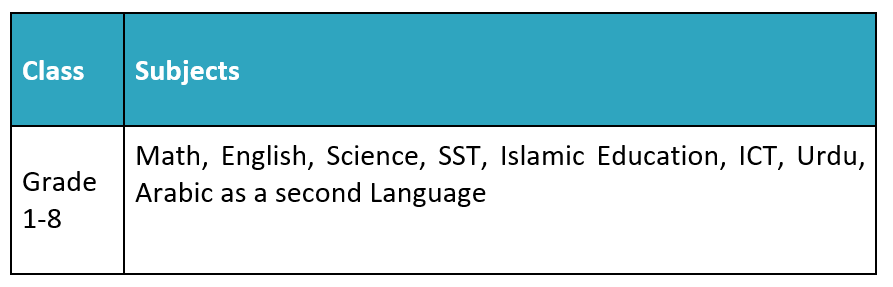 Class
Subjects
Grade
1-8
Math, English, Science, SST, Islamic Education, ICT, Urdu,
Arabic as a second Language